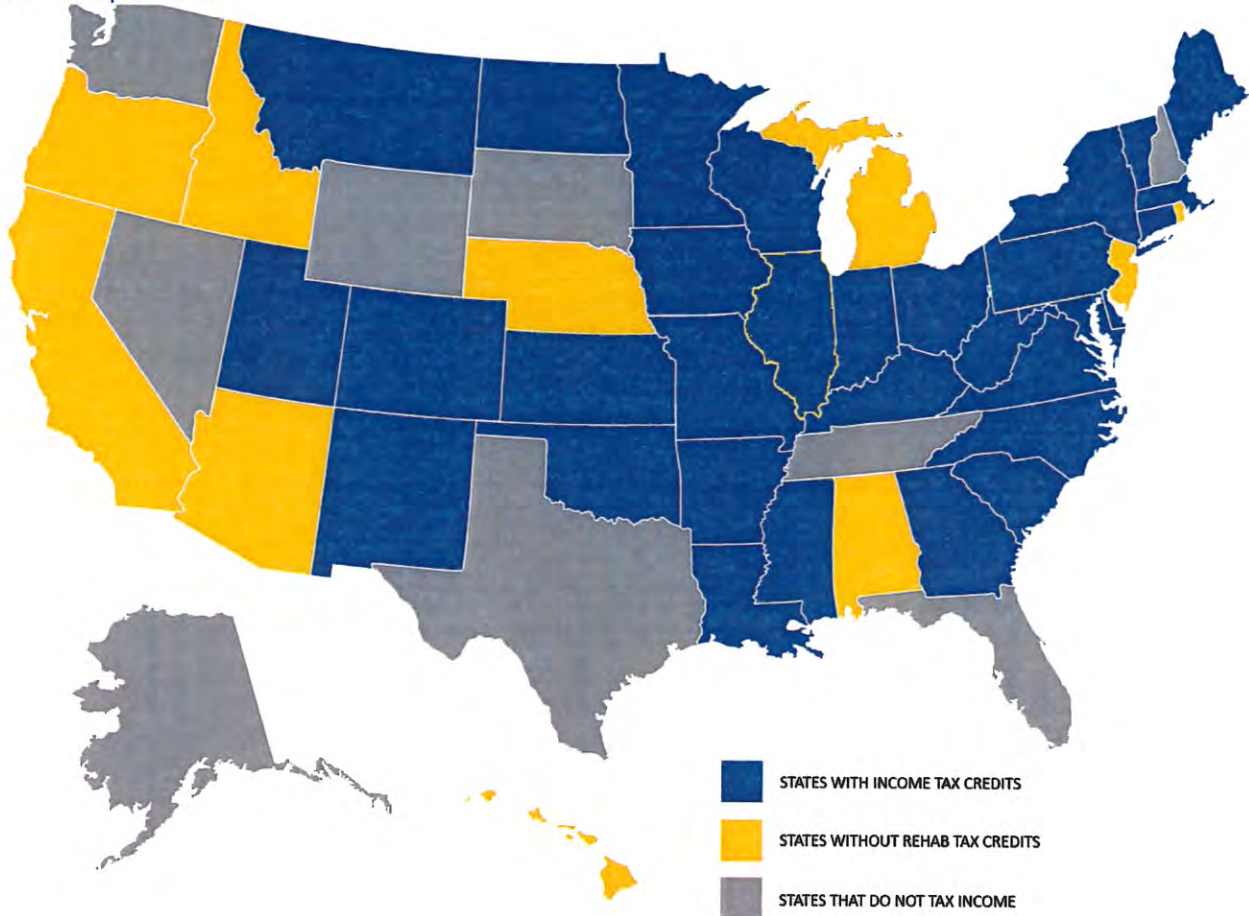 STATES WITH INCOME TAX CREDITS
STATES WITHOUT REHAB TAX CREDITS
STATES THAT DO NOT TAX INCOME